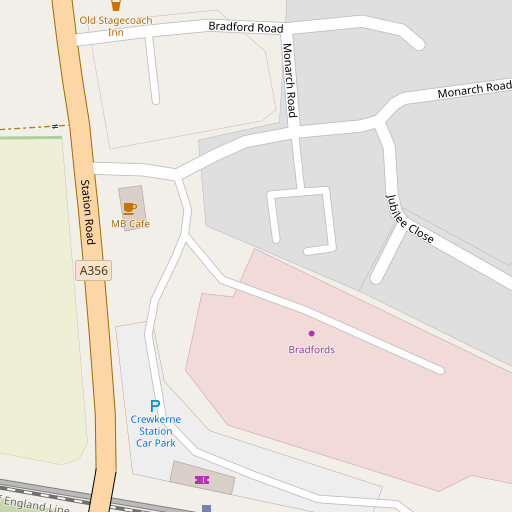 Old Stagecoach
Inn
Bradford Road
Monarch Road
Monarch Road
Station Road
MB Cafe
Jubilee Close
A356
Bradfords
P
Crewkerne
Station
Car Park
England Line